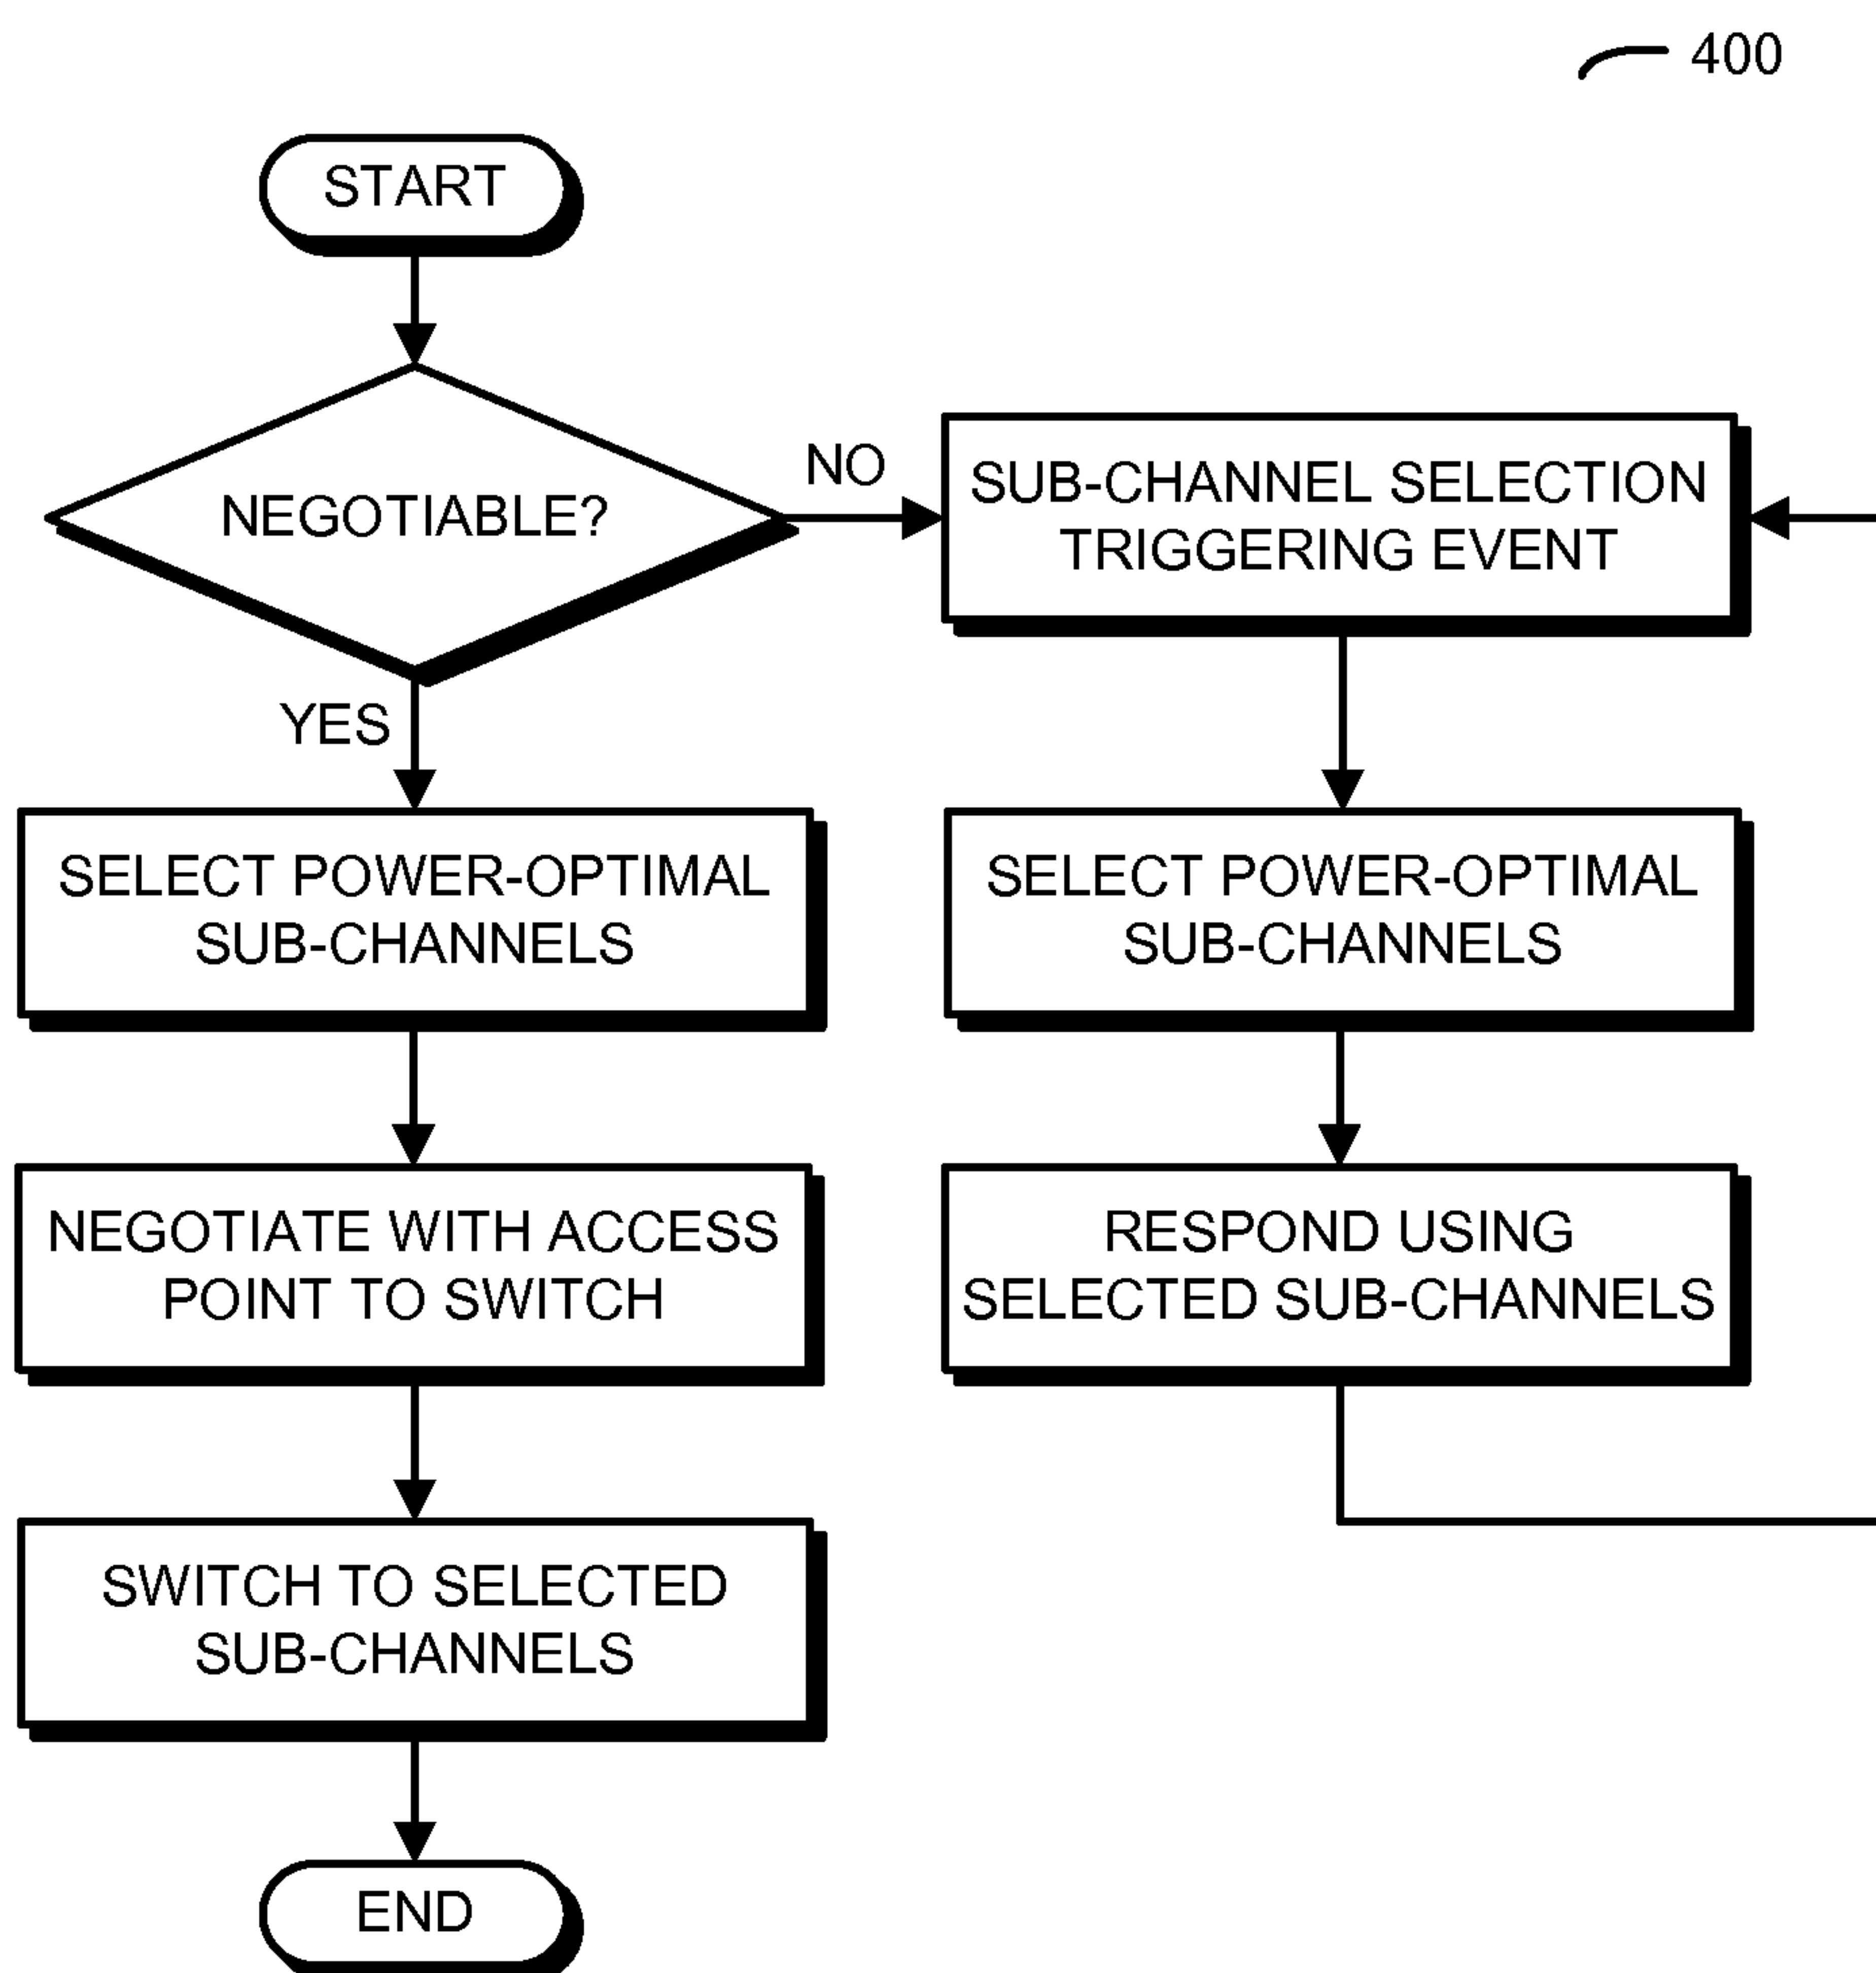 400
START
NEGOTIABLE?
NO
YES
SUB-CHANNEL SELECTION
TRIGGERING EVENT
SELECT POWER-OPTIMAL
SUB-CHANNELS
SELECT POWER-OPTIMAL
SUB-CHANNELS
NEGOTIATE WITH ACCESS
POINT TO SWITCH
RESPOND USING
SELECTED SUB-CHANNELS
SWITCH TO SELECTED
SUB-CHANNELS
END